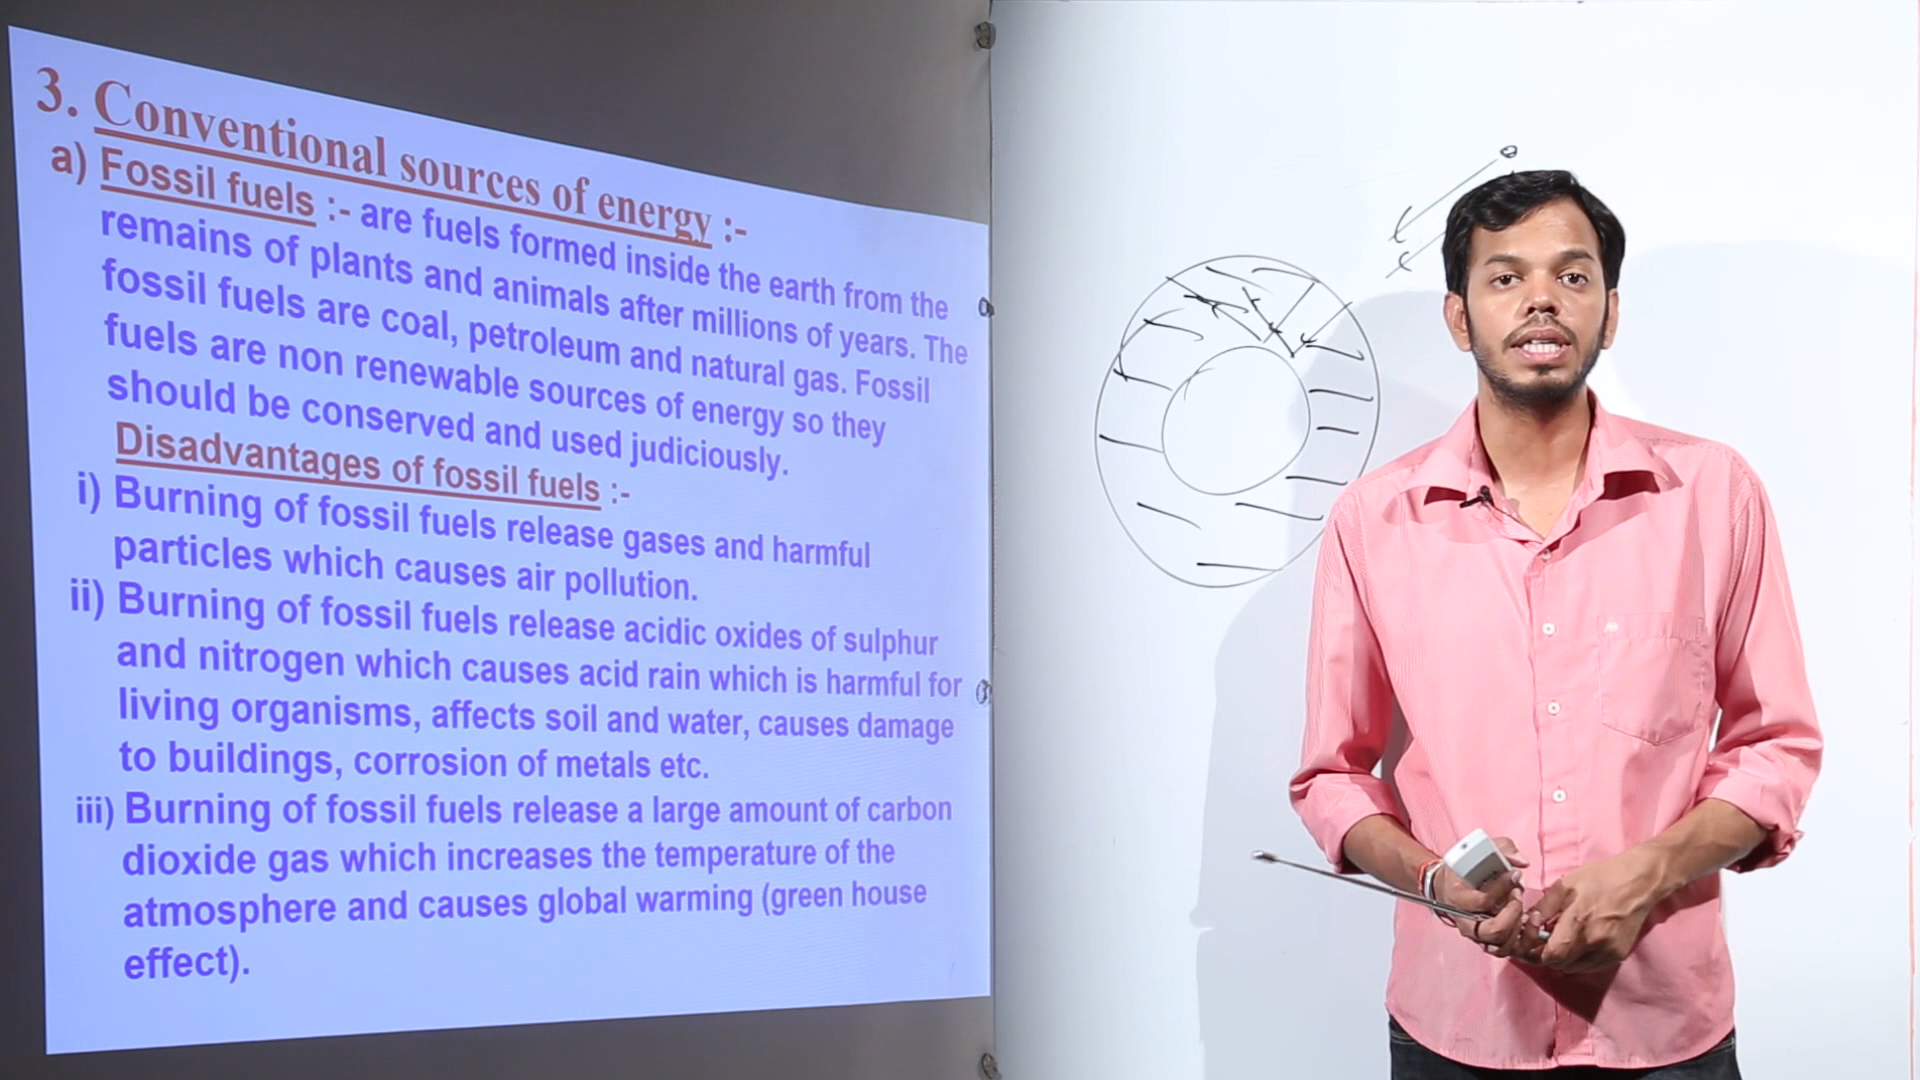 3. Conventional sources of energy :-
a) Fossil fuels :- are fuels formed inside the earth from the
remains of plants and animals after millions of years. The
fossil fuels are coal, petroleum and natural gas. Fossil
fuels are non renewable sources of energy so they
should be conserved and used judiciously.
Disadvantages of fossil fuels :-
i) Burning of fossil fuels release gases and harmful
particles which causes air pollution.
ii) Burning of fossil fuels release acidic oxides of sulphur
and nitrogen which causes acid rain which is harmful for
living organisms, affects soil and water, causes damage
to buildings, corrosion of metals etc.
iii) Burning of fossil fuels release a large amount of carbon
dioxide gas which increases the temperature of the
atmosphere and causes global warming (green house
effect).